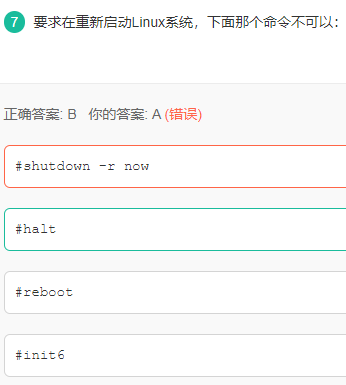 7 要求在重新启动Linux系统，下面那个命令不可以：
正确答案: B 你的答案: A (错误)
#shutdown -r now
#halt
#reboot
#init6